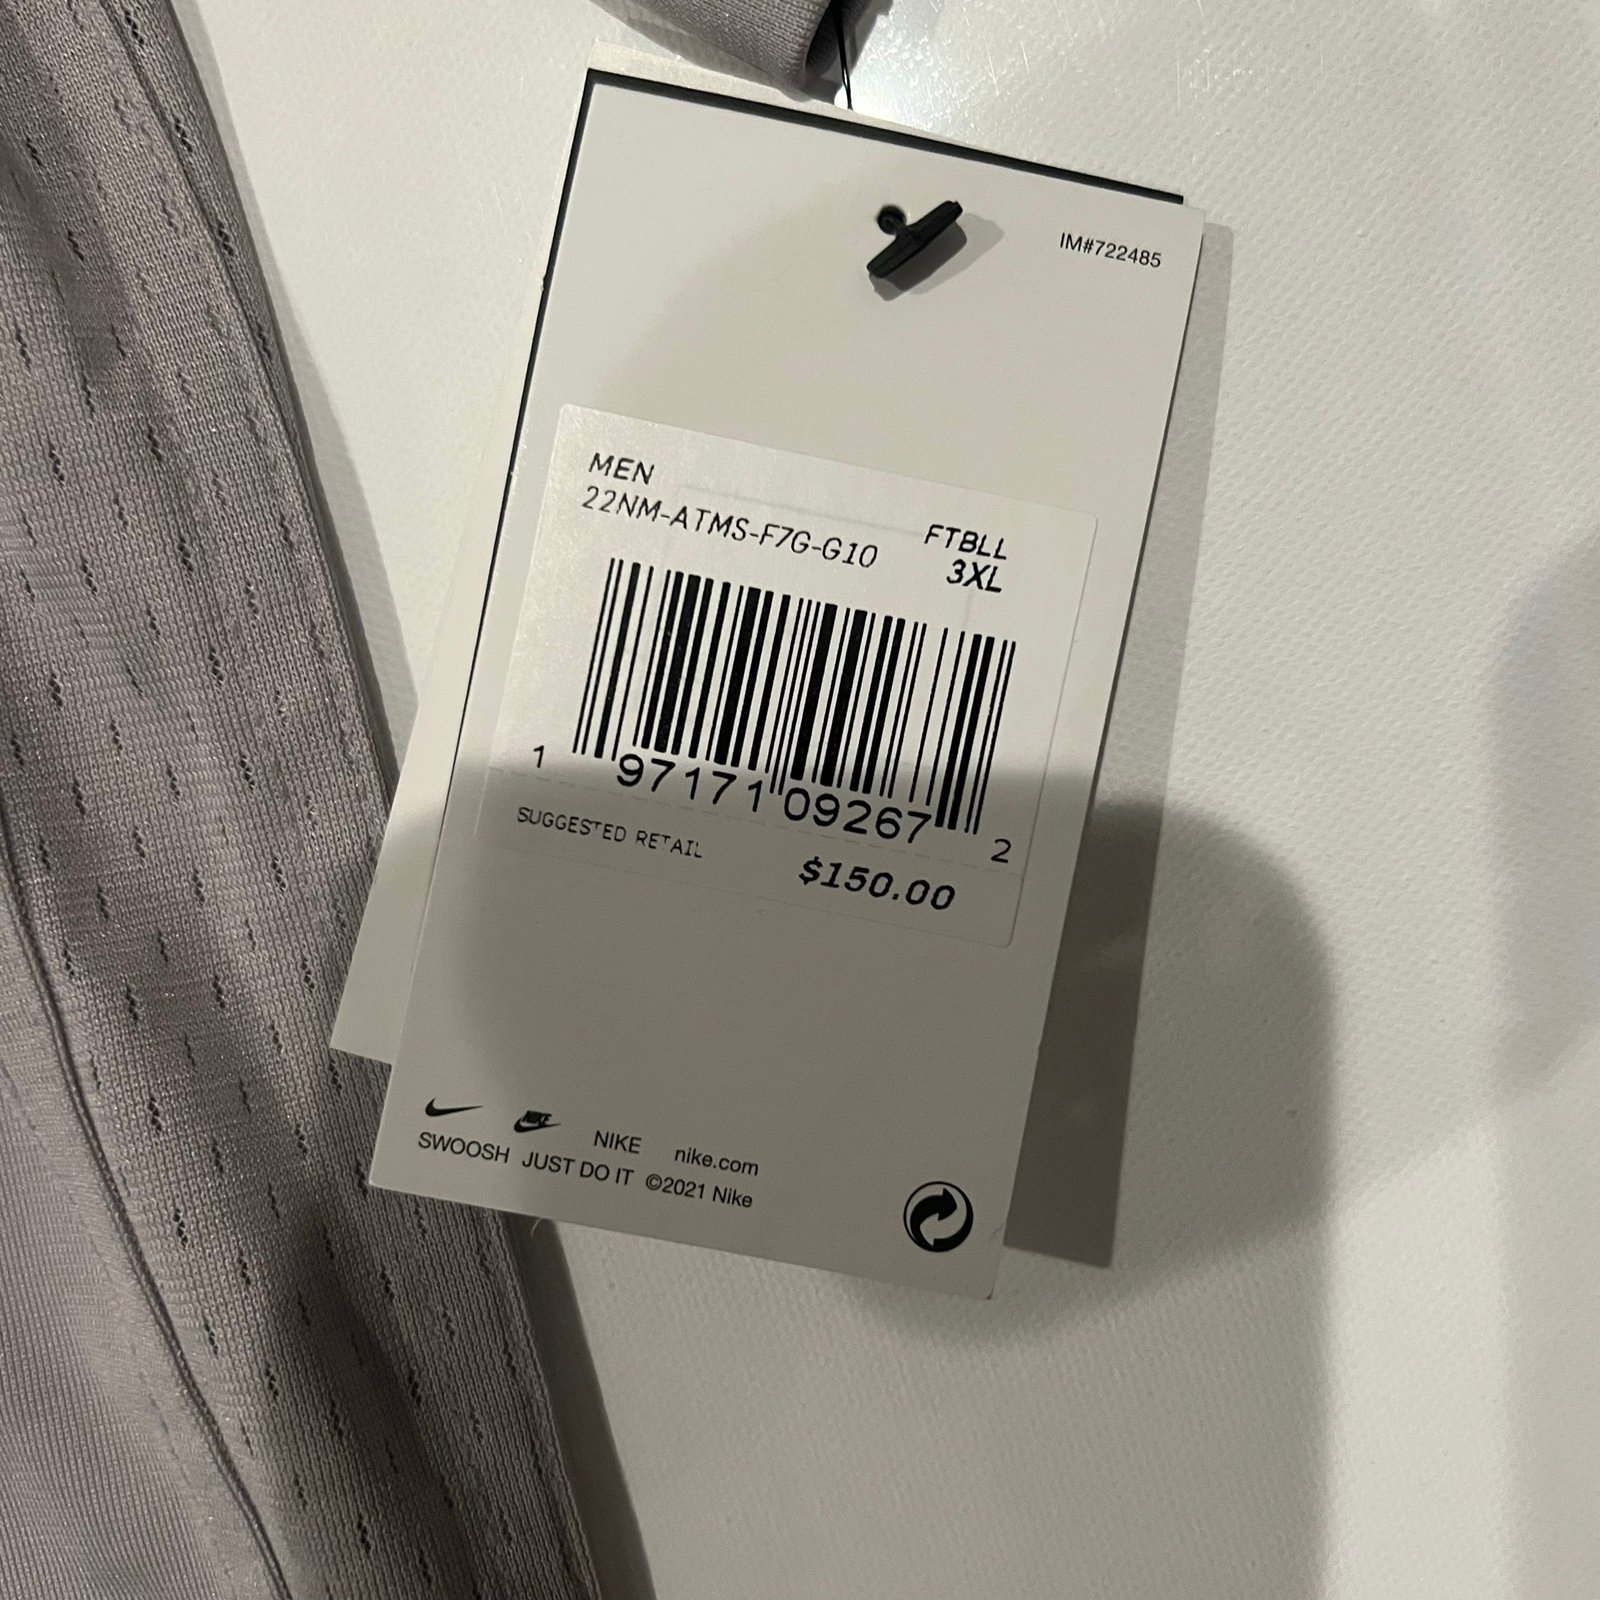 IM#722485
MEN FTBLL
22NM-ATMS-F7G-G10 3XL
1 97171 09267 2
SUGGESTED RETAIL $150.00
NIKE NIKE nike.com
SWOOSH JUST DO IT ©2021 Nike